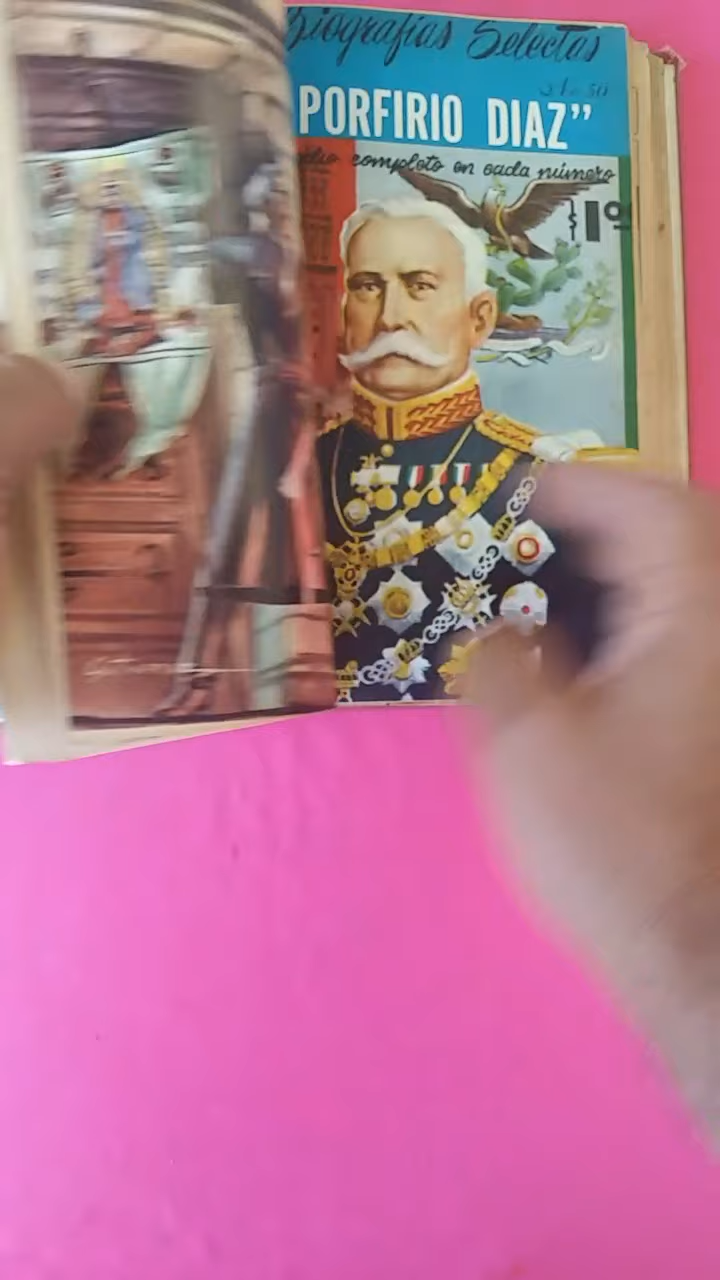 Biografías Selectas
PORFIRIO DIAZ”
completo en cada número
$1.00